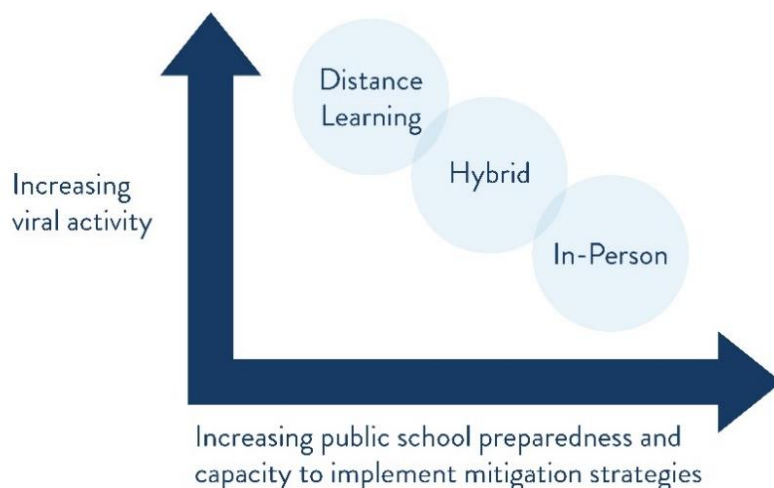 Distance
Learning
Hybrid
In-Person
Increasing
viral activity
Increasing public school preparedness and
capacity to implement mitigation strategies